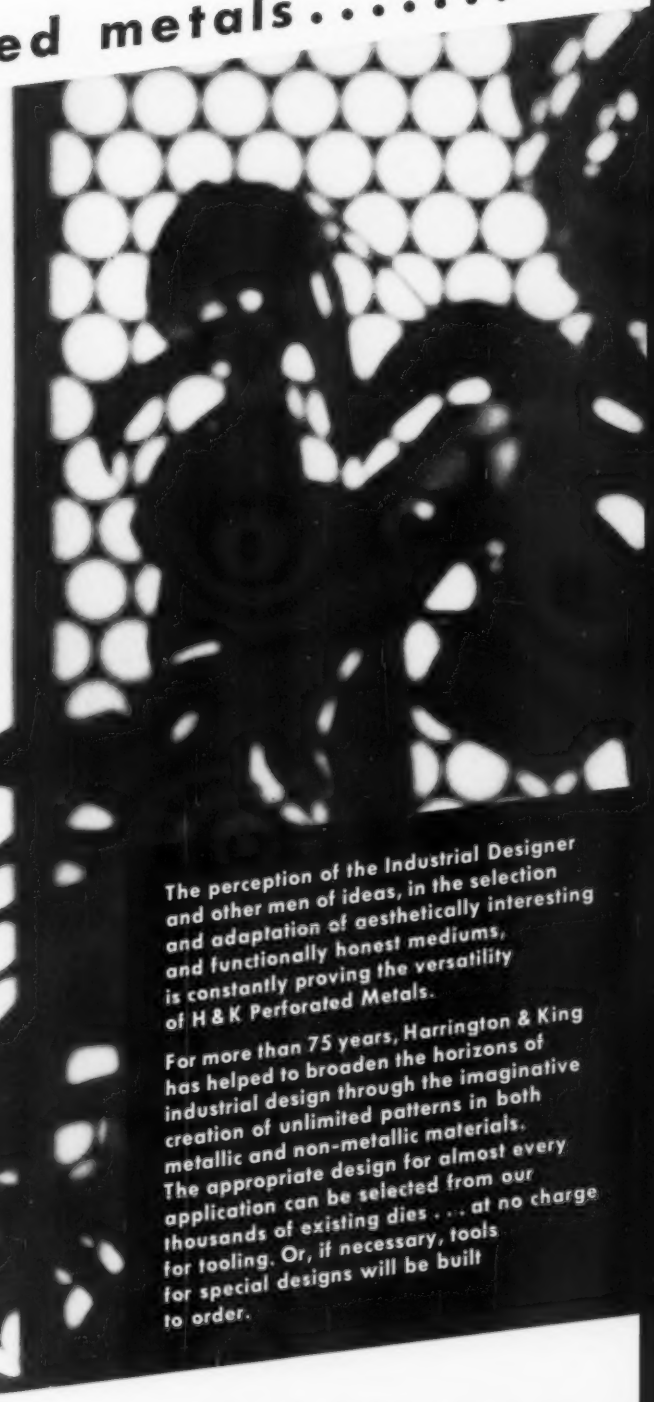 ed metals........
The perception of the Industrial Designer
and other men of ideas, in the selection
and adaptation of aesthetically interesting
and functionally honest mediums,
is constantly proving the versatility
of H & K Perforated Metals.
For more than 75 years, Harrington & King
has helped to broaden the horizons of
industrial design through the imaginative
creation of unlimited patterns in both
metallic and non-metallic materials.
The appropriate design for almost every
application can be selected from our
thousands of existing dies . . . at no charge
for tooling. Or, if necessary, tools
for special designs will be built
to order.